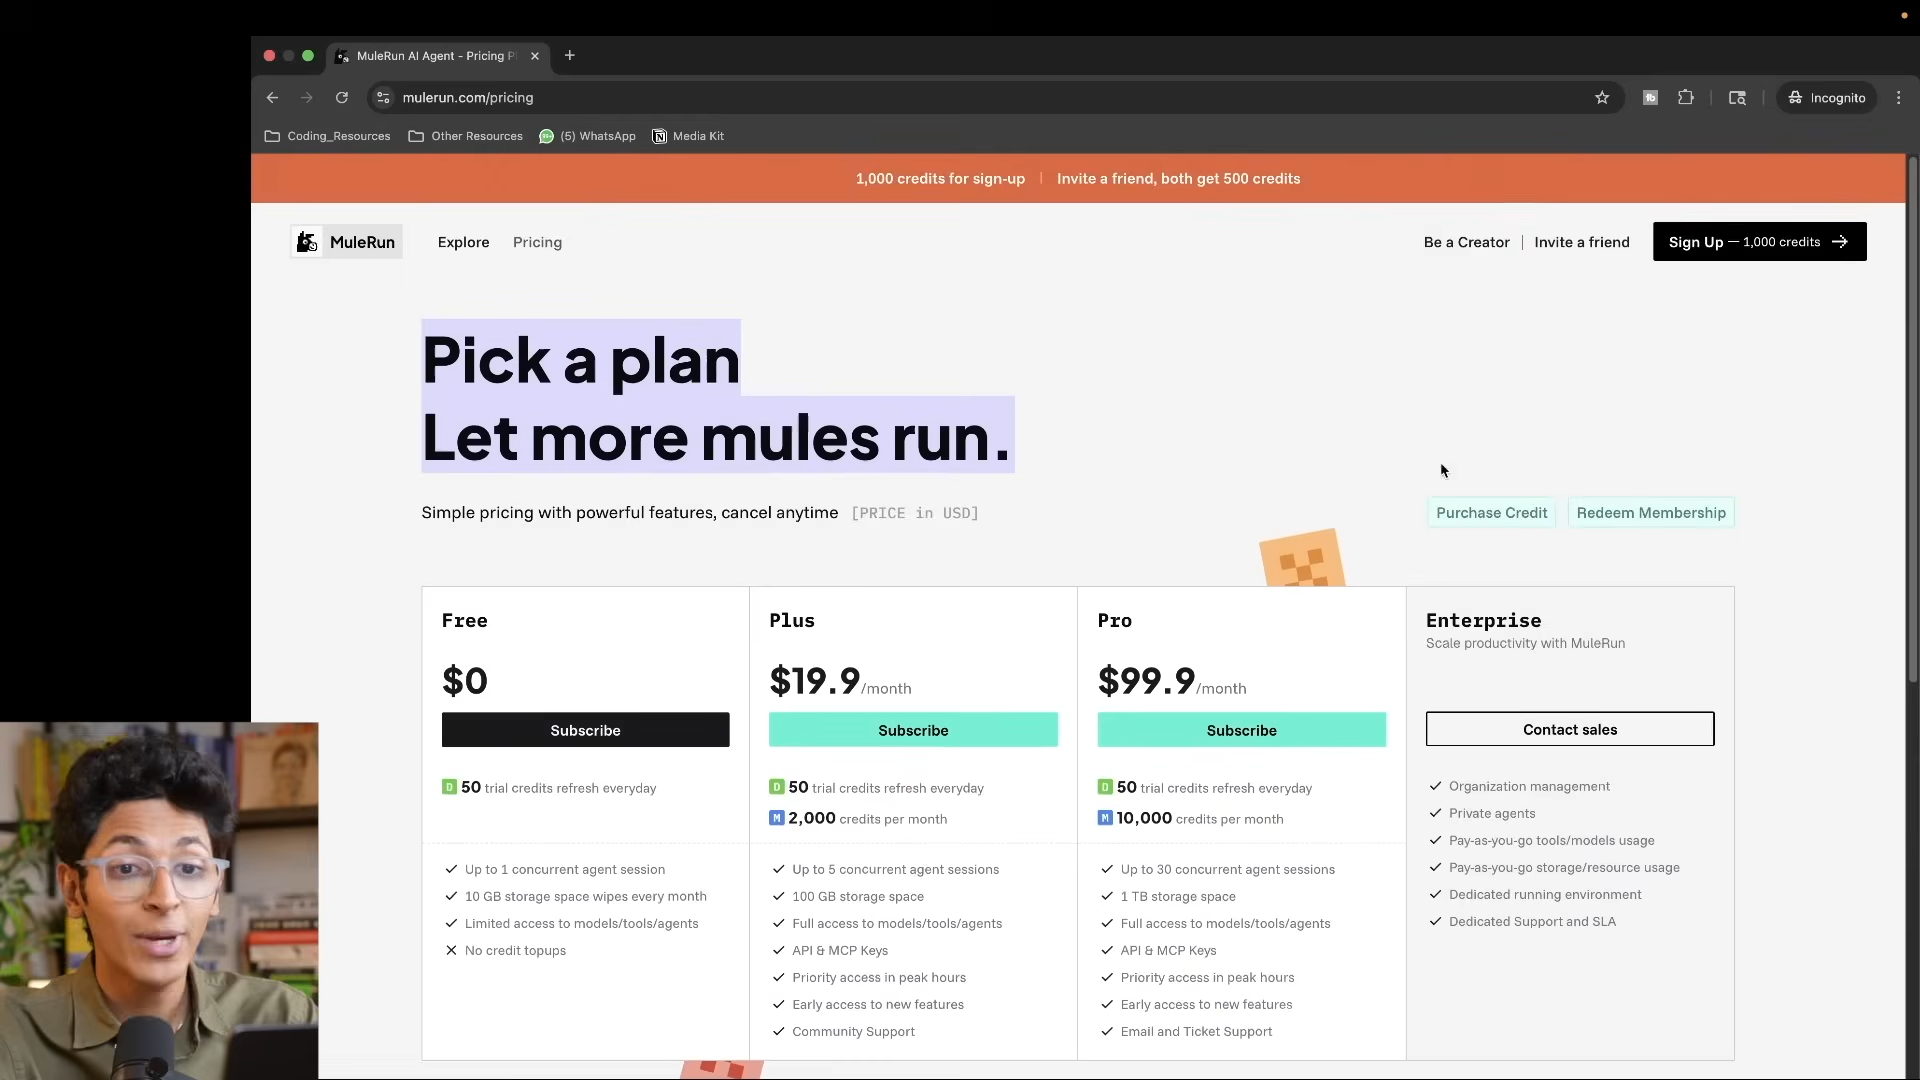 MuleRun AI Agent - Pricing P
mulerun.com/pricing
Incognito
Coding_Resources
Other Resources
(5) WhatsApp
Media Kit
1,000 credits for sign-up | Invite a friend, both get 500 credits
MuleRun
Explore
Pricing
Be a Creator | Invite a friend
Sign Up — 1,000 credits
Pick a plan
Let more mules run.
Simple pricing with powerful features, cancel anytime [PRICE in USD]
Purchase Credit
Redeem Membership
Free
$0
Subscribe
D 50 trial credits refresh everyday
Up to 1 concurrent agent session
10 GB storage space wipes every month
Limited access to models/tools/agents
No credit topups
Plus
$19.9/month
Subscribe
D 50 trial credits refresh everyday
M 2,000 credits per month
Up to 5 concurrent agent sessions
100 GB storage space
Full access to models/tools/agents
API & MCP Keys
Priority access in peak hours
Early access to new features
Community Support
Pro
$99.9/month
Subscribe
D 50 trial credits refresh everyday
M 10,000 credits per month
Up to 30 concurrent agent sessions
1 TB storage space
Full access to models/tools/agents
API & MCP Keys
Priority access in peak hours
Early access to new features
Email and Ticket Support
Enterprise
Scale productivity with MuleRun
Contact sales
Organization management
Private agents
Pay-as-you-go tools/models usage
Pay-as-you-go storage/resource usage
Dedicated running environment
Dedicated Support and SLA